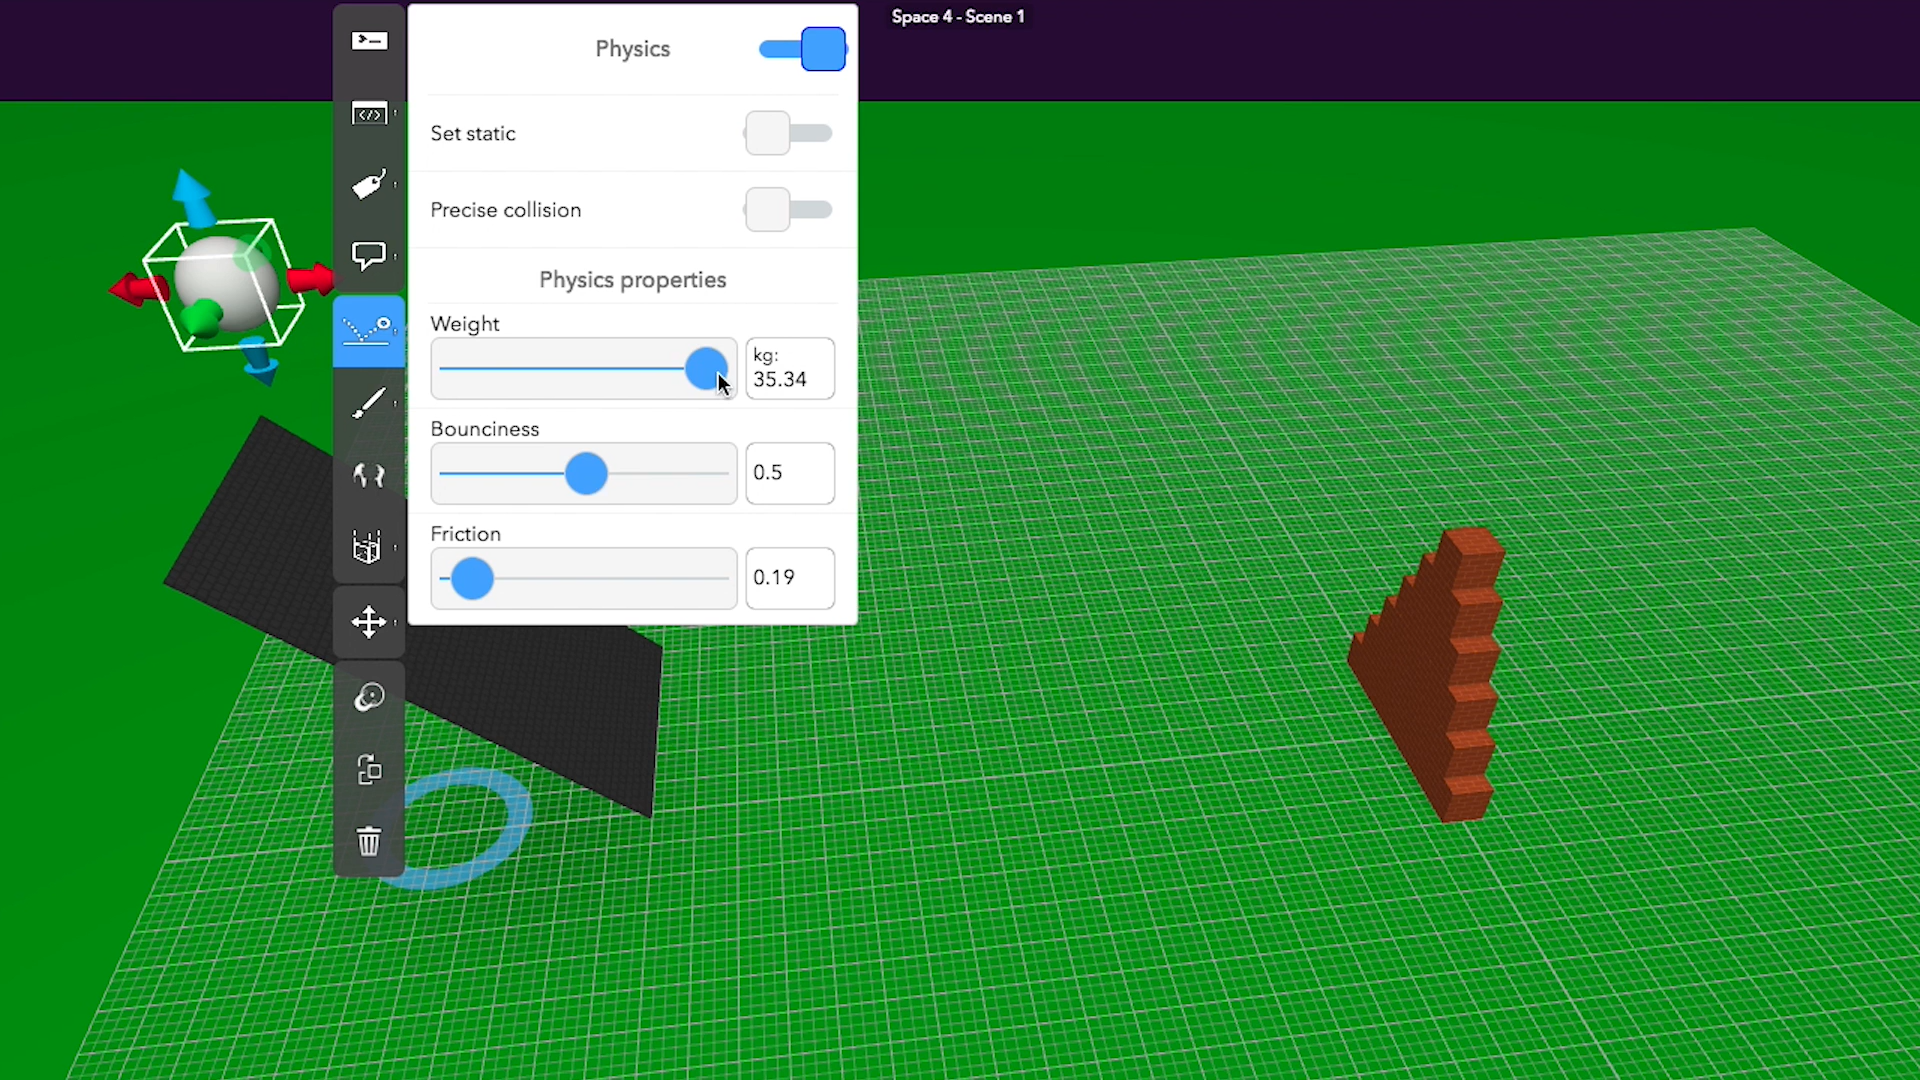 Space 4 - Scene 1
Physics
Set static
Precise collision
Physics properties
Weight
kg:
35.34
Bounciness
0.5
Friction
0.19